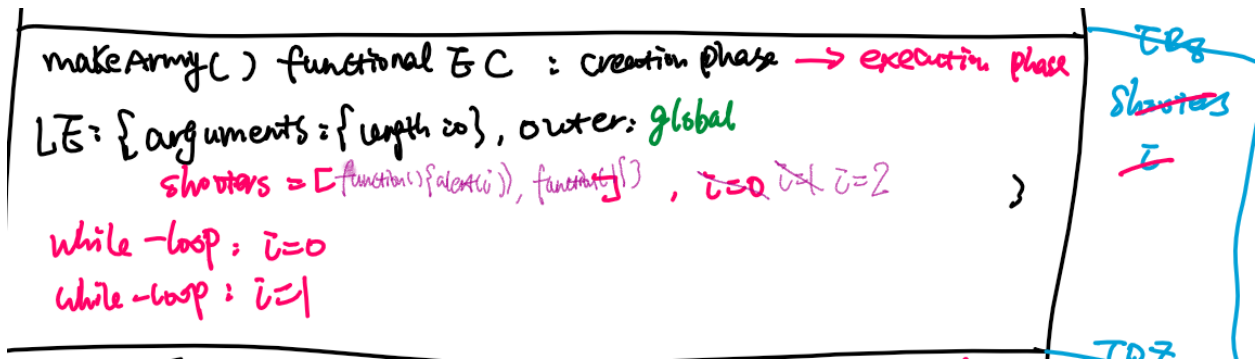 makeArmy() functional EC : creation phase → execution phase
LE: {arguments: {length: 0}, outer: global
shooters = [function(){alert(i)}, function(){}] , i=0 i=1 i=2 }
while-loop : i=0
while-loop : i=1
TDZ
shooters
i
TDZ